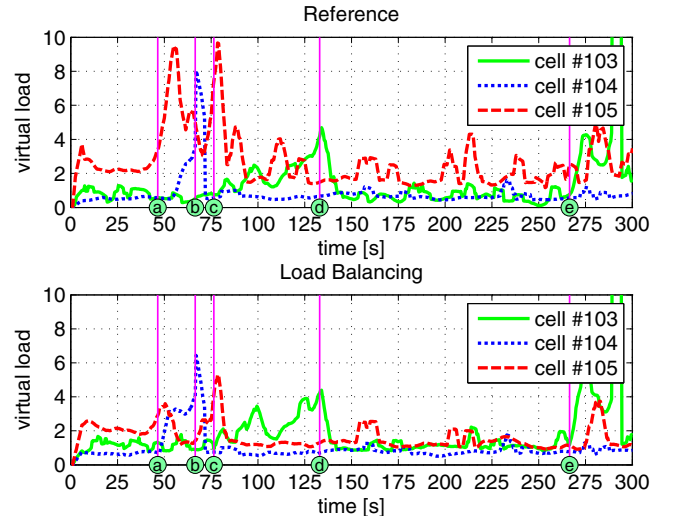 Reference
virtual load
10
8
6
4
2
0
cell #103
cell #104
cell #105
a b c d e
0 25 50 75 100 125 150 175 200 225 250 275 300
time [s]
Load Balancing
virtual load
10
8
6
4
2
0
cell #103
cell #104
cell #105
a b c d e
0 25 50 75 100 125 150 175 200 225 250 275 300
time [s]